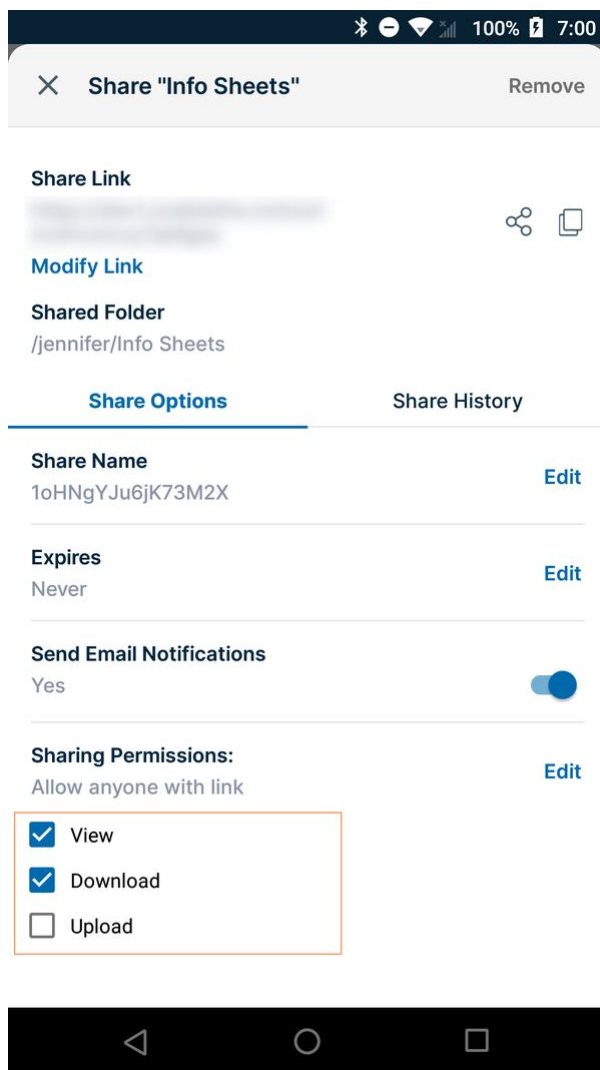 100% 7:00
Share "Info Sheets" Remove
Share Link
Modify Link
Shared Folder
/jennifer/Info Sheets
Share Options Share History
Share Name
1oHNgYJu6jK73M2X
Edit
Expires
Never
Edit
Send Email Notifications
Yes
Sharing Permissions:
Allow anyone with link
Edit
View
Download
Upload